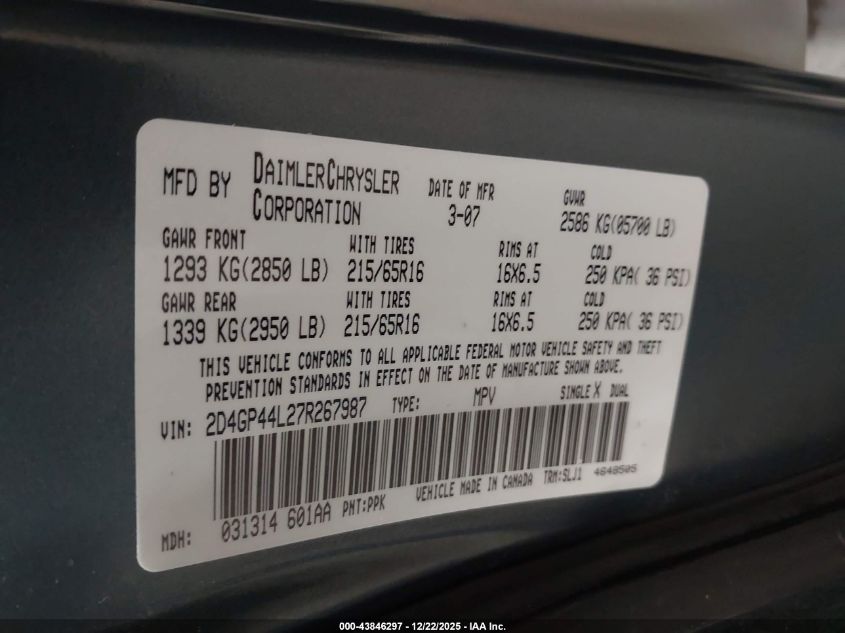 MFD BY DAIMLERCHRYSLER CORPORATION DATE OF MFR 3-07 GVWR 2586 KG(05700 LB)
GAWR FRONT WITH TIRES RIMS AT COLD
1293 KG(2850 LB) 215/65R16 16X6.5 250 KPA( 36 PSI)
GAWR REAR WITH TIRES RIMS AT COLD
1339 KG(2950 LB) 215/65R16 16X6.5 250 KPA( 36 PSI)
THIS VEHICLE CONFORMS TO ALL APPLICABLE FEDERAL MOTOR VEHICLE SAFETY AND THEFT
PREVENTION STANDARDS IN EFFECT ON THE DATE OF MANUFACTURE SHOWN ABOVE.
VIN: 2D4GP44L27R267987 TYPE: MPV SINGLE X DUAL
MDH: 031314 601AA PNT:PPK VEHICLE MADE IN CANADA TRM:SLJ1 4648505
000-43846297 - 12/22/2025 - IAA Inc.